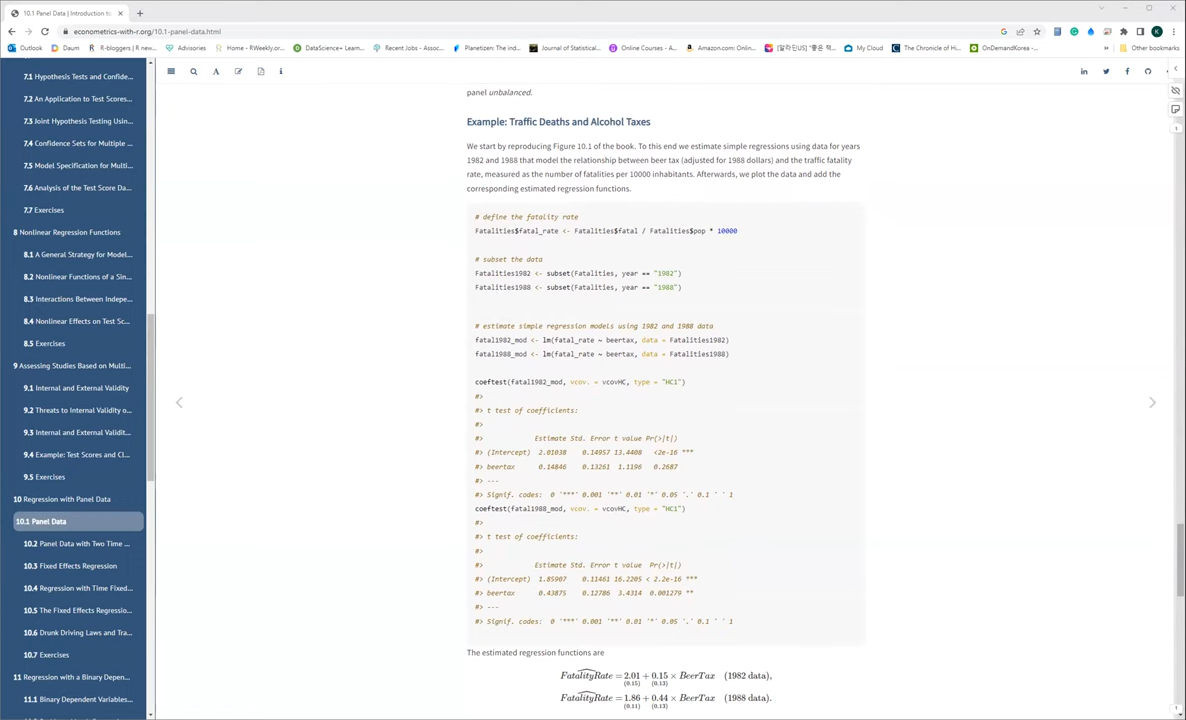 10.1 Panel Data | Introduction to
econometrics-with-r.org/10.1-panel-data.html
Outlook
Daum
R-bloggers | R new...
Advisories
Home - RWeekly.or...
DataScience+ Learn...
Recent Jobs - Assoc...
Planetizen: The ind...
Journal of Statistical...
Online Courses - A...
Amazon.com: Onlin...
[알라딘US] "좋은 책...
My Cloud
The Chronicle of Hi...
OnDemandKorea -...
Other bookmarks
7.1 Hypothesis Tests and Confide...
7.2 An Application to Test Scores...
7.3 Joint Hypothesis Testing Usin...
7.4 Confidence Sets for Multiple ...
7.5 Model Specification for Multi...
7.6 Analysis of the Test Score Da...
7.7 Exercises
8 Nonlinear Regression Functions
8.1 A General Strategy for Model...
8.2 Nonlinear Functions of a Sin...
8.3 Interactions Between Indepe...
8.4 Nonlinear Effects on Test Sc...
8.5 Exercises
9 Assessing Studies Based on Multi...
9.1 Internal and External Validity
9.2 Threats to Internal Validity o...
9.3 Internal and External Validit...
9.4 Example: Test Scores and Cl...
9.5 Exercises
10 Regression with Panel Data
10.1 Panel Data
10.2 Panel Data with Two Time ...
10.3 Fixed Effects Regression
10.4 Regression with Time Fixed...
10.5 The Fixed Effects Regressio...
10.6 Drunk Driving Laws and Tra...
10.7 Exercises
11 Regression with a Binary Depen...
11.1 Binary Dependent Variables...
panel unbalanced.
Example: Traffic Deaths and Alcohol Taxes
We start by reproducing Figure 10.1 of the book. To this end we estimate simple regressions using data for years
1982 and 1988 that model the relationship between beer tax (adjusted for 1988 dollars) and the traffic fatality
rate, measured as the number of fatalities per 10000 inhabitants. Afterwards, we plot the data and add the
corresponding estimated regression functions.
# define the fatality rate
Fatalities$fatal_rate <- Fatalities$fatal / Fatalities$pop * 10000
# subset the data
Fatalities1982 <- subset(Fatalities, year == "1982")
Fatalities1988 <- subset(Fatalities, year == "1988")
# estimate simple regression models using 1982 and 1988 data
fatal1982_mod <- lm(fatal_rate ~ beertax, data = Fatalities1982)
fatal1988_mod <- lm(fatal_rate ~ beertax, data = Fatalities1988)
coeftest(fatal1982_mod, vcov. = vcovHC, type = "HC1")
#>
#> t test of coefficients:
#>
#> Estimate Std. Error t value Pr(>|t|)
#> (Intercept) 2.01038 0.14957 13.4408 <2e-16 ***
#> beertax 0.14846 0.13261 1.1196 0.2687
#> ---
#> Signif. codes: 0 '***' 0.001 '**' 0.01 '*' 0.05 '.' 0.1 ' ' 1
coeftest(fatal1988_mod, vcov. = vcovHC, type = "HC1")
#>
#> t test of coefficients:
#>
#> Estimate Std. Error t value Pr(>|t|)
#> (Intercept) 1.85907 0.11461 16.2205 < 2.2e-16 ***
#> beertax 0.43875 0.12786 3.4314 0.001279 **
#> ---
#> Signif. codes: 0 '***' 0.001 '**' 0.01 '*' 0.05 '.' 0.1 ' ' 1
The estimated regression functions are
FatalityRate = 2.01 + 0.15 × BeerTax (1982 data),
(0.15) (0.13)
FatalityRate = 1.86 + 0.44 × BeerTax (1988 data).
(0.11) (0.13)